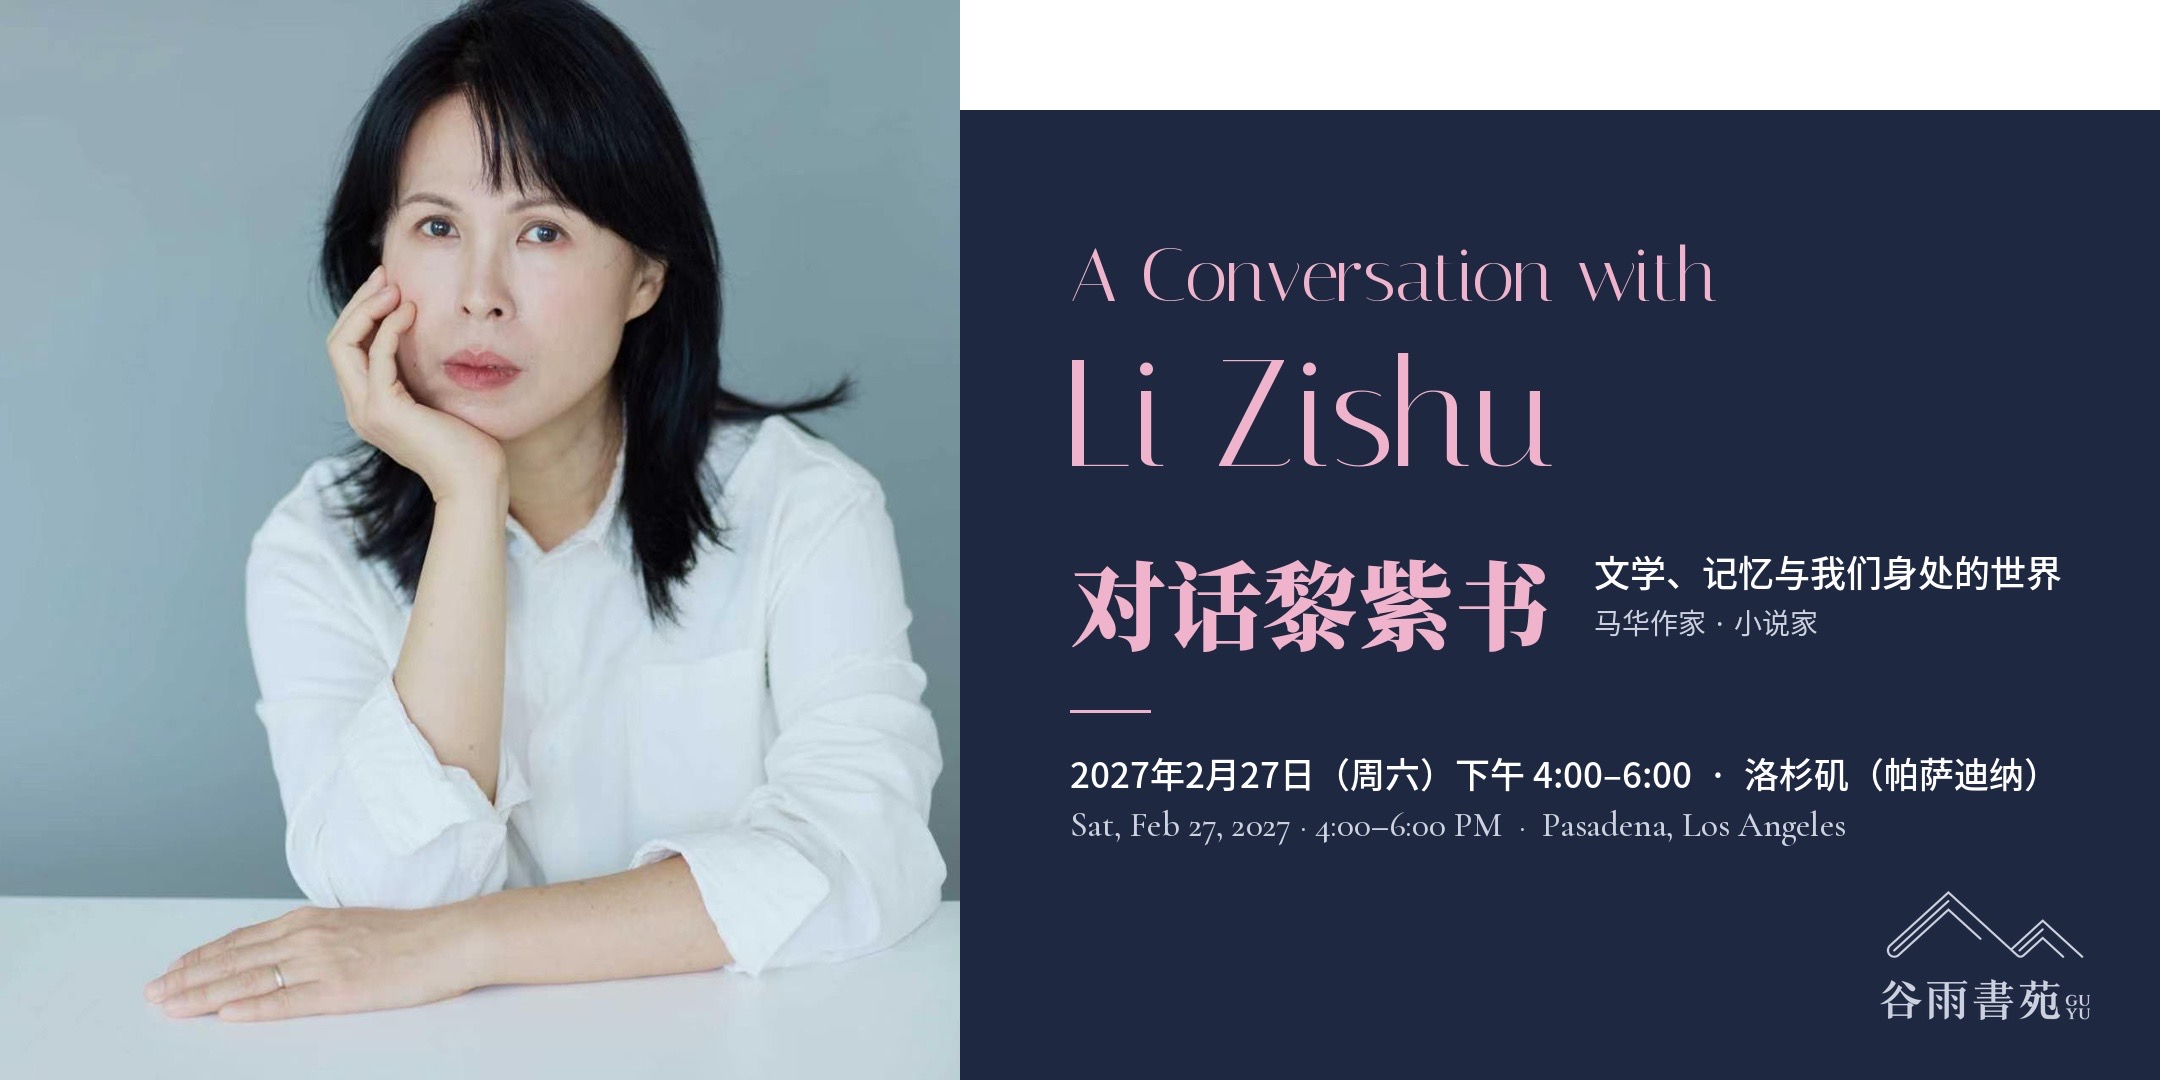 A Conversation with
Li Zishu
对话黎紫书
文学、记忆与我们身处的世界
马华作家 · 小说家
2027年2月27日（周六）下午 4:00–6:00 · 洛杉矶（帕萨迪纳）
Sat, Feb 27, 2027 · 4:00–6:00 PM · Pasadena, Los Angeles
谷雨書苑 GU YU